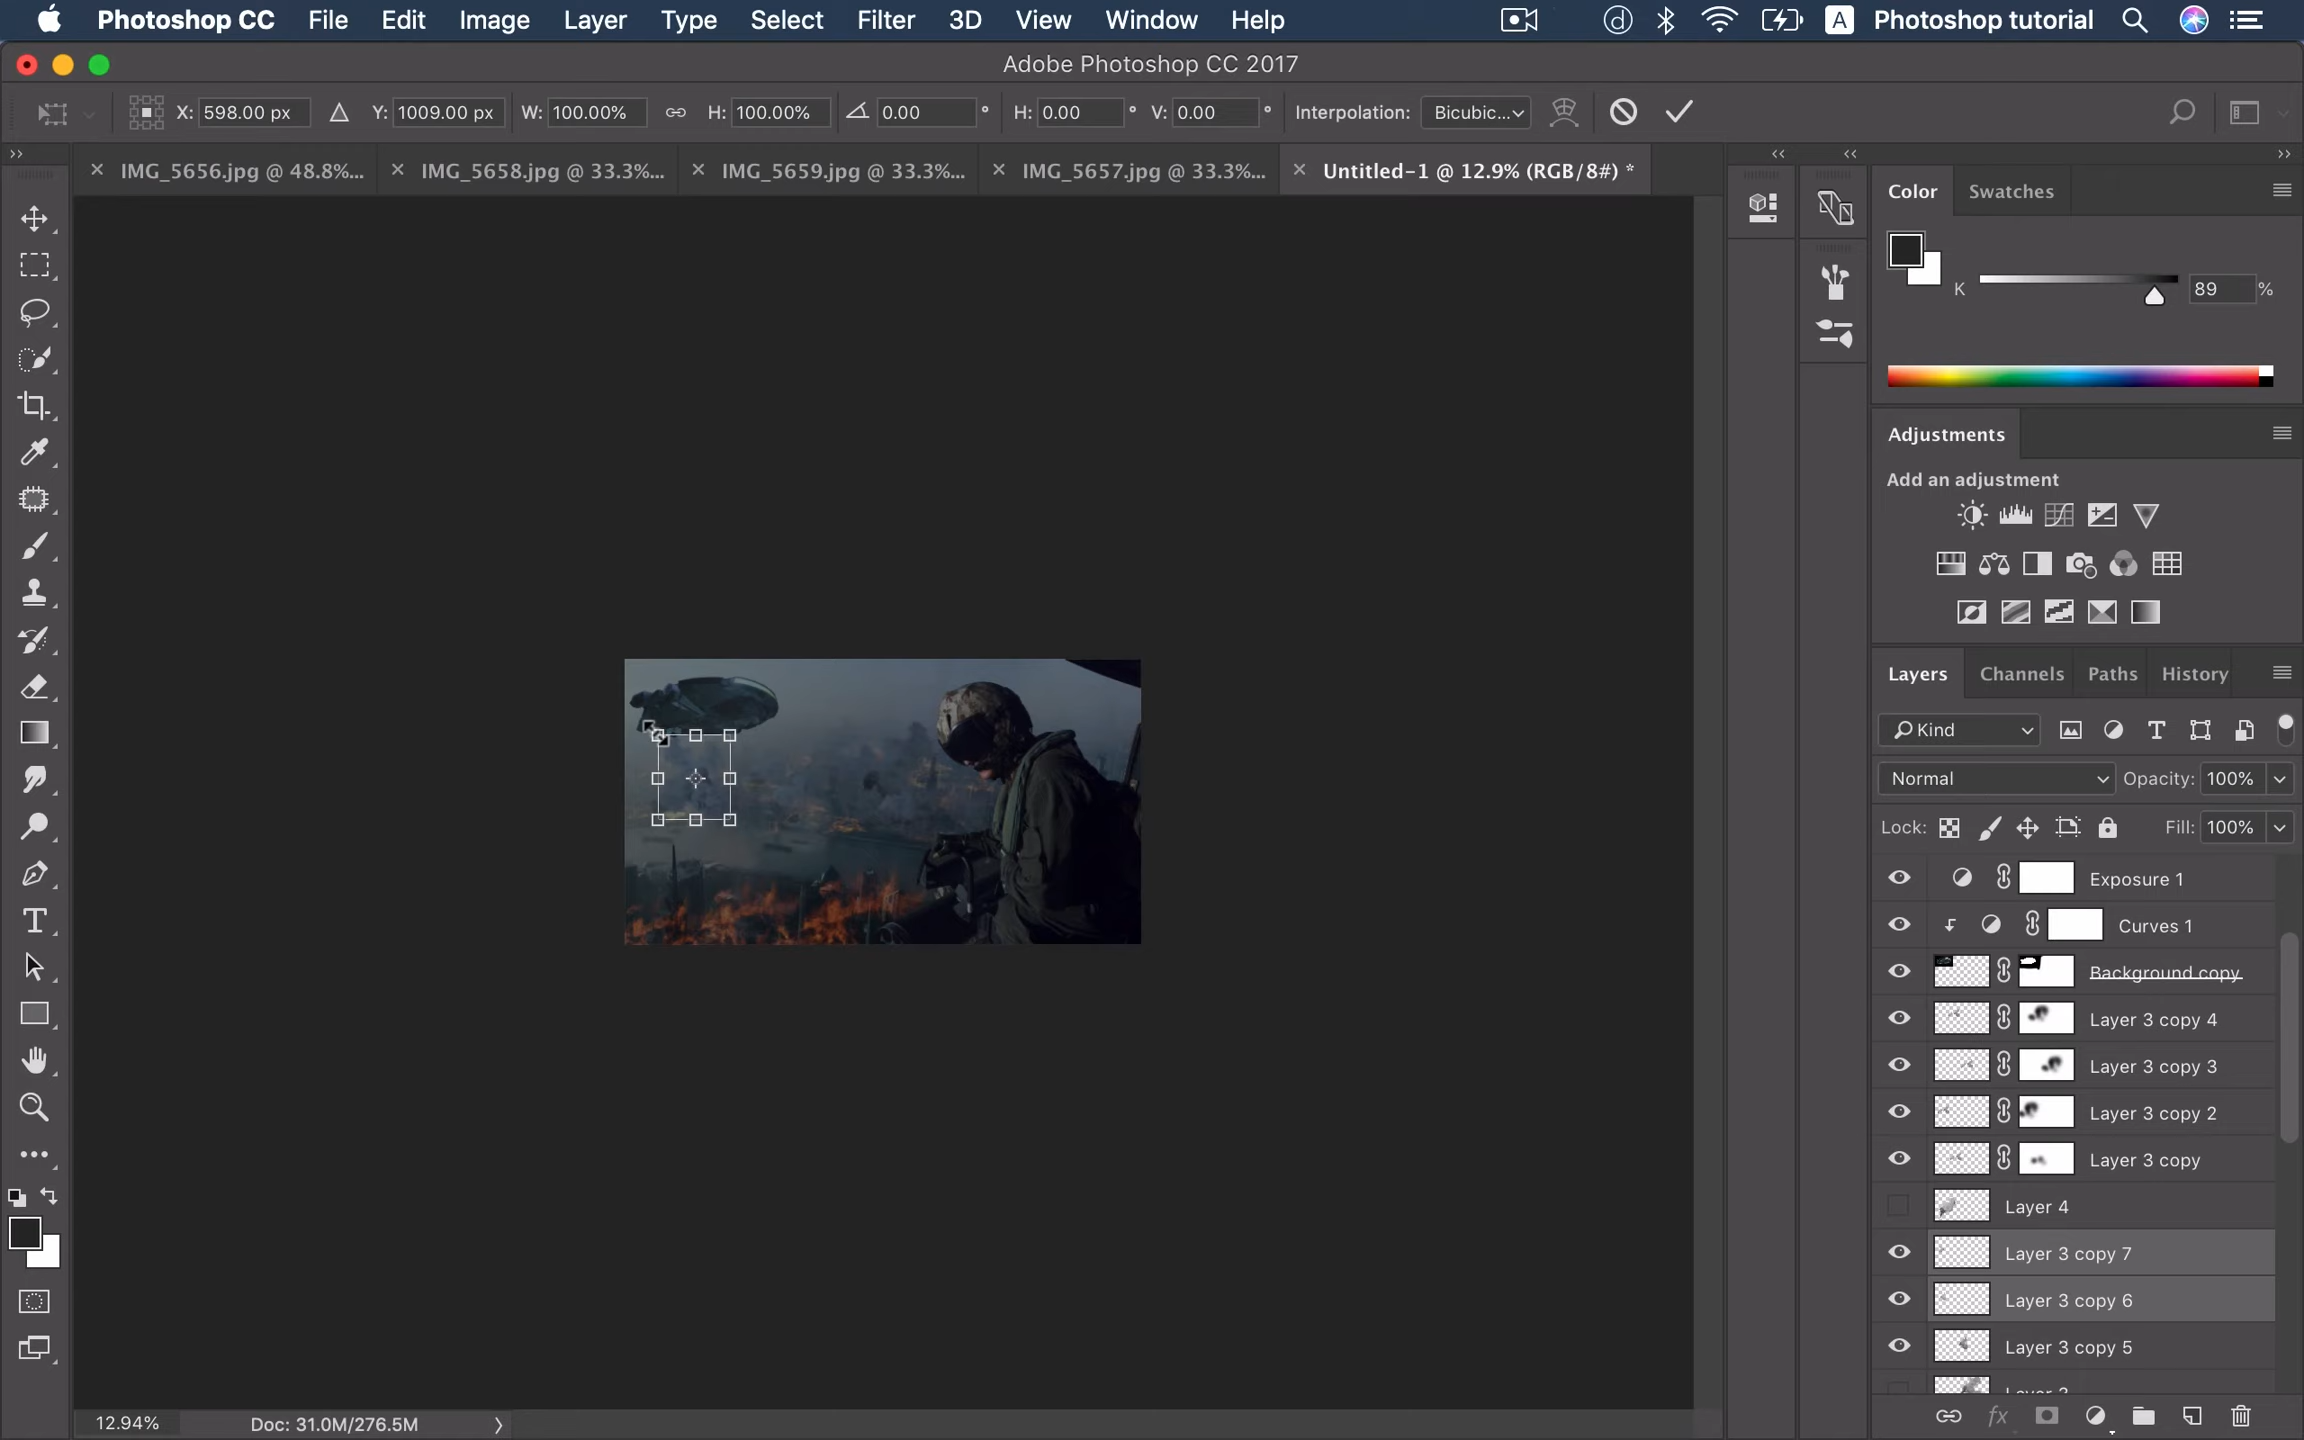 Photoshop CC File Edit Image Layer Type Select Filter 3D View Window Help A Photoshop tutorial
Adobe Photoshop CC 2017
X: 598.00 px Y: 1009.00 px W: 100.00% H: 100.00% 0.00 ° H: 0.00 ° V: 0.00 ° Interpolation: Bicubic...
IMG_5656.jpg @ 48.8%... IMG_5658.jpg @ 33.3%... IMG_5659.jpg @ 33.3%... IMG_5657.jpg @ 33.3%... Untitled-1 @ 12.9% (RGB/8#) *
Color Swatches
K 89 %
Adjustments
Add an adjustment
Layers Channels Paths History
Kind
Normal Opacity: 100%
Lock: Fill: 100%
Exposure 1
Curves 1
Background copy
Layer 3 copy 4
Layer 3 copy 3
Layer 3 copy 2
Layer 3 copy
Layer 4
Layer 3 copy 7
Layer 3 copy 6
Layer 3 copy 5
fx
12.94% Doc: 31.0M/276.5M